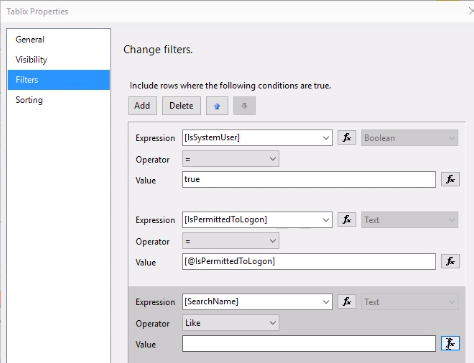 Tablix Properties
General
Visibility
Filters
Sorting
Change filters.
Include rows where the following conditions are true.
Add Delete
Expression [IsSystemUser] fx Boolean
Operator =
Value true fx
Expression [IsPermittedToLogon] fx Text
Operator =
Value [@IsPermittedToLogon] fx
Expression [SearchName] fx Text
Operator Like
Value fx